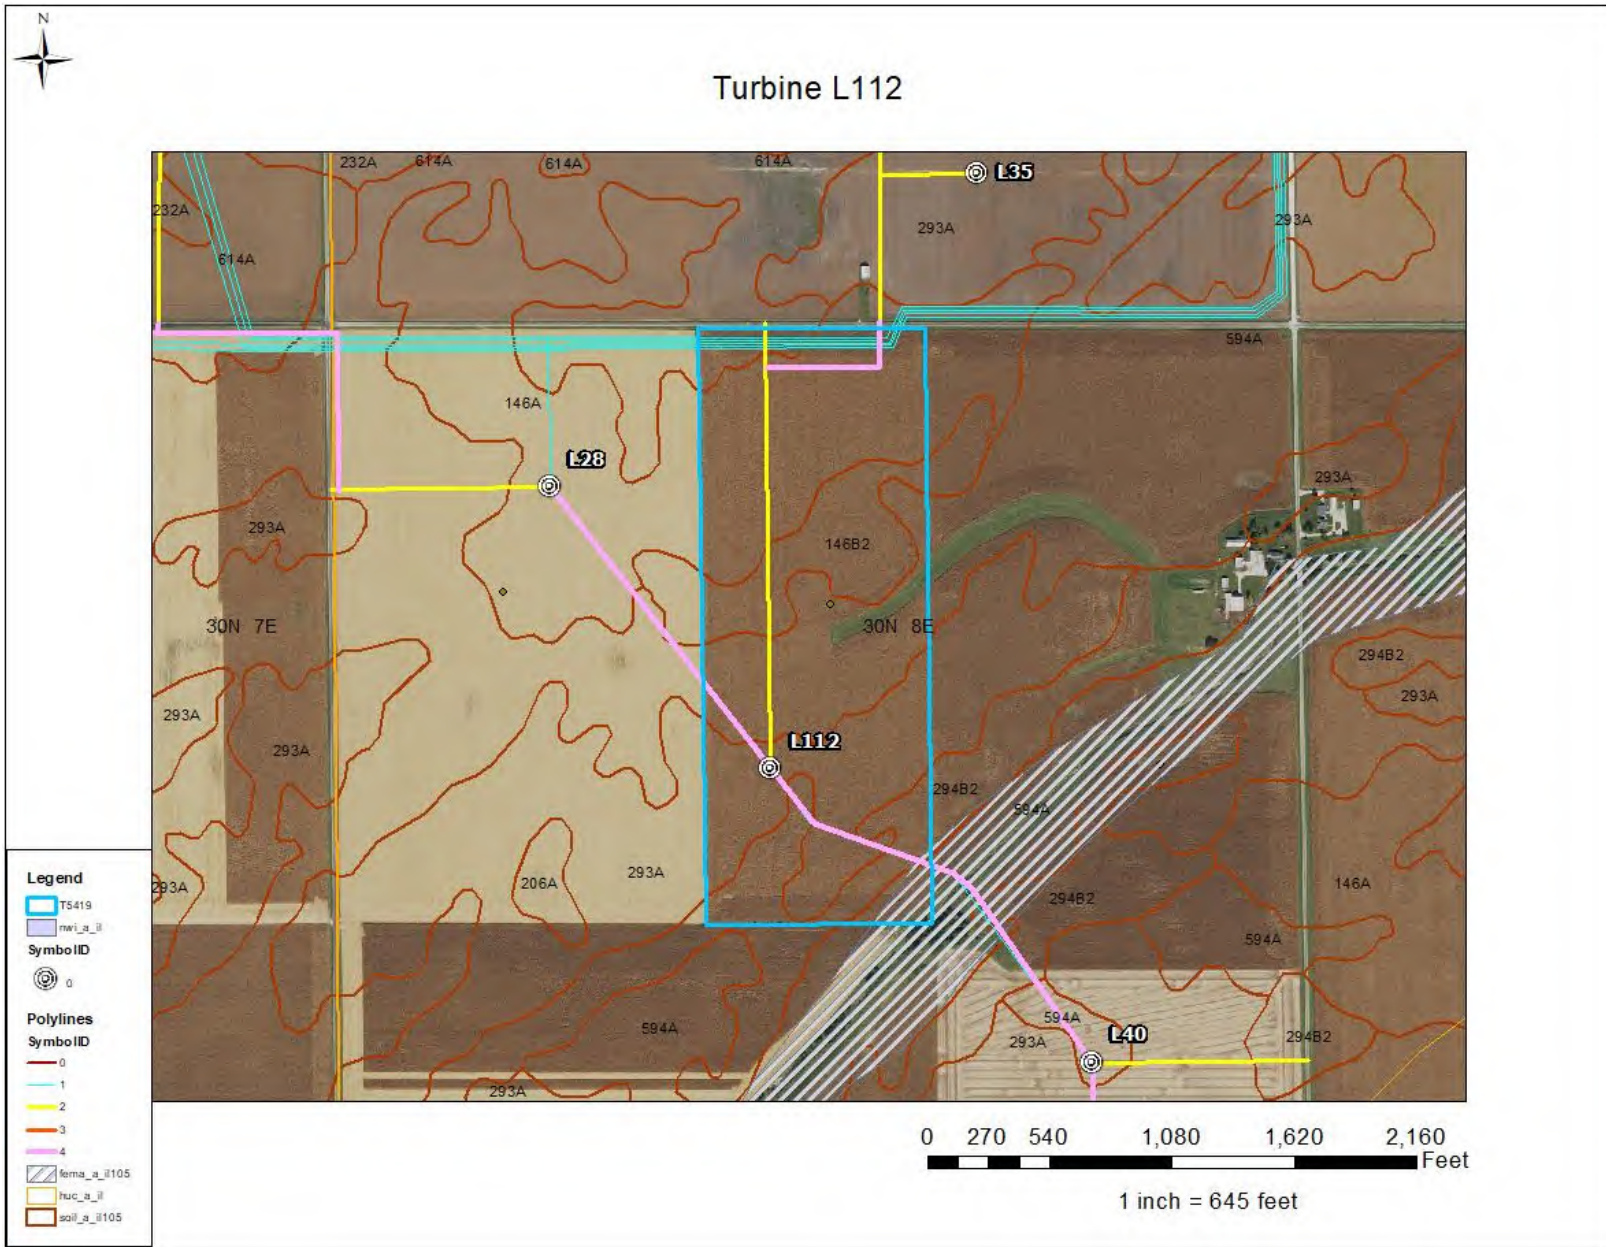 N
Turbine L112
232A 614A 614A 614A
L35
232A
293A 293A
614A
594A
146A
L28
293A
293A
146B2
30N 7E 30N 8E
294B2
293A
293A
293A
L112
294B2
594A
293A 206A 293A
294B2
146A
594A
594A
594A
293A
L40
294B2
293A
Legend
T5419
nwi_a_il
SymbolID
0
Polylines
SymbolID
0
1
2
3
4
fema_a_il105
huc_a_il
soil_a_il105
0 270 540 1,080 1,620 2,160
Feet
1 inch = 645 feet